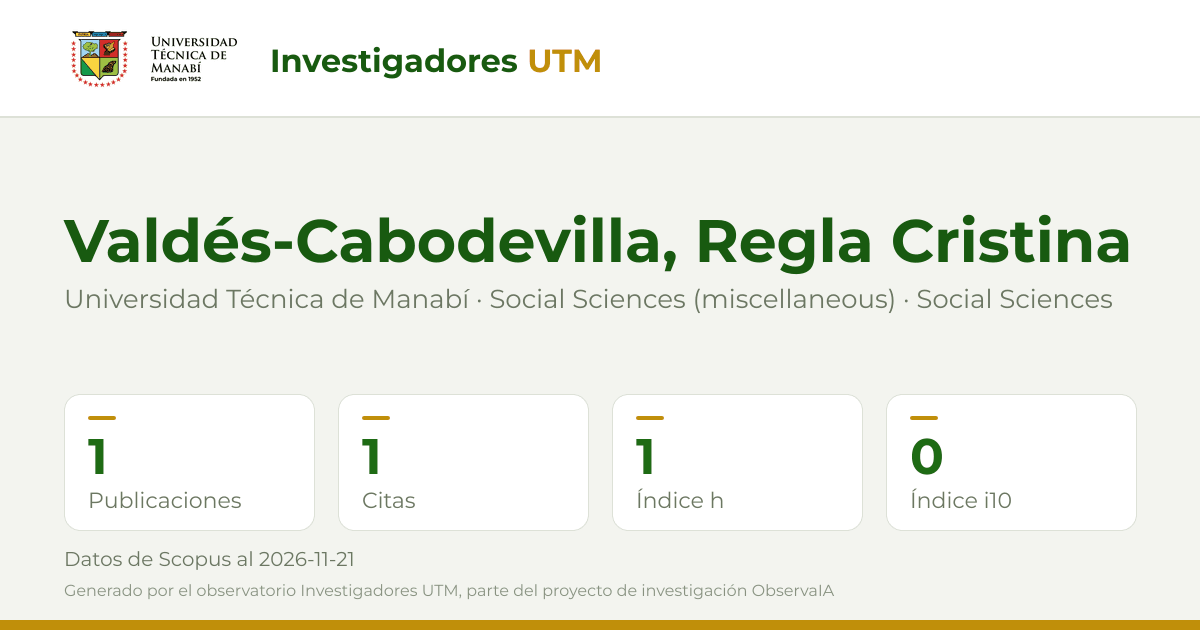 UNIVERSIDAD
TÉCNICA DE
MANABÍ
Fundada en 1952
Investigadores UTM
Valdés-Cabodevilla, Regla Cristina
Universidad Técnica de Manabí · Social Sciences (miscellaneous) · Social Sciences
1
Publicaciones
1
Citas
1
Índice h
0
Índice i10
Datos de Scopus al 2026-11-21
Generado por el observatorio Investigadores UTM, parte del proyecto de investigación ObservaIA